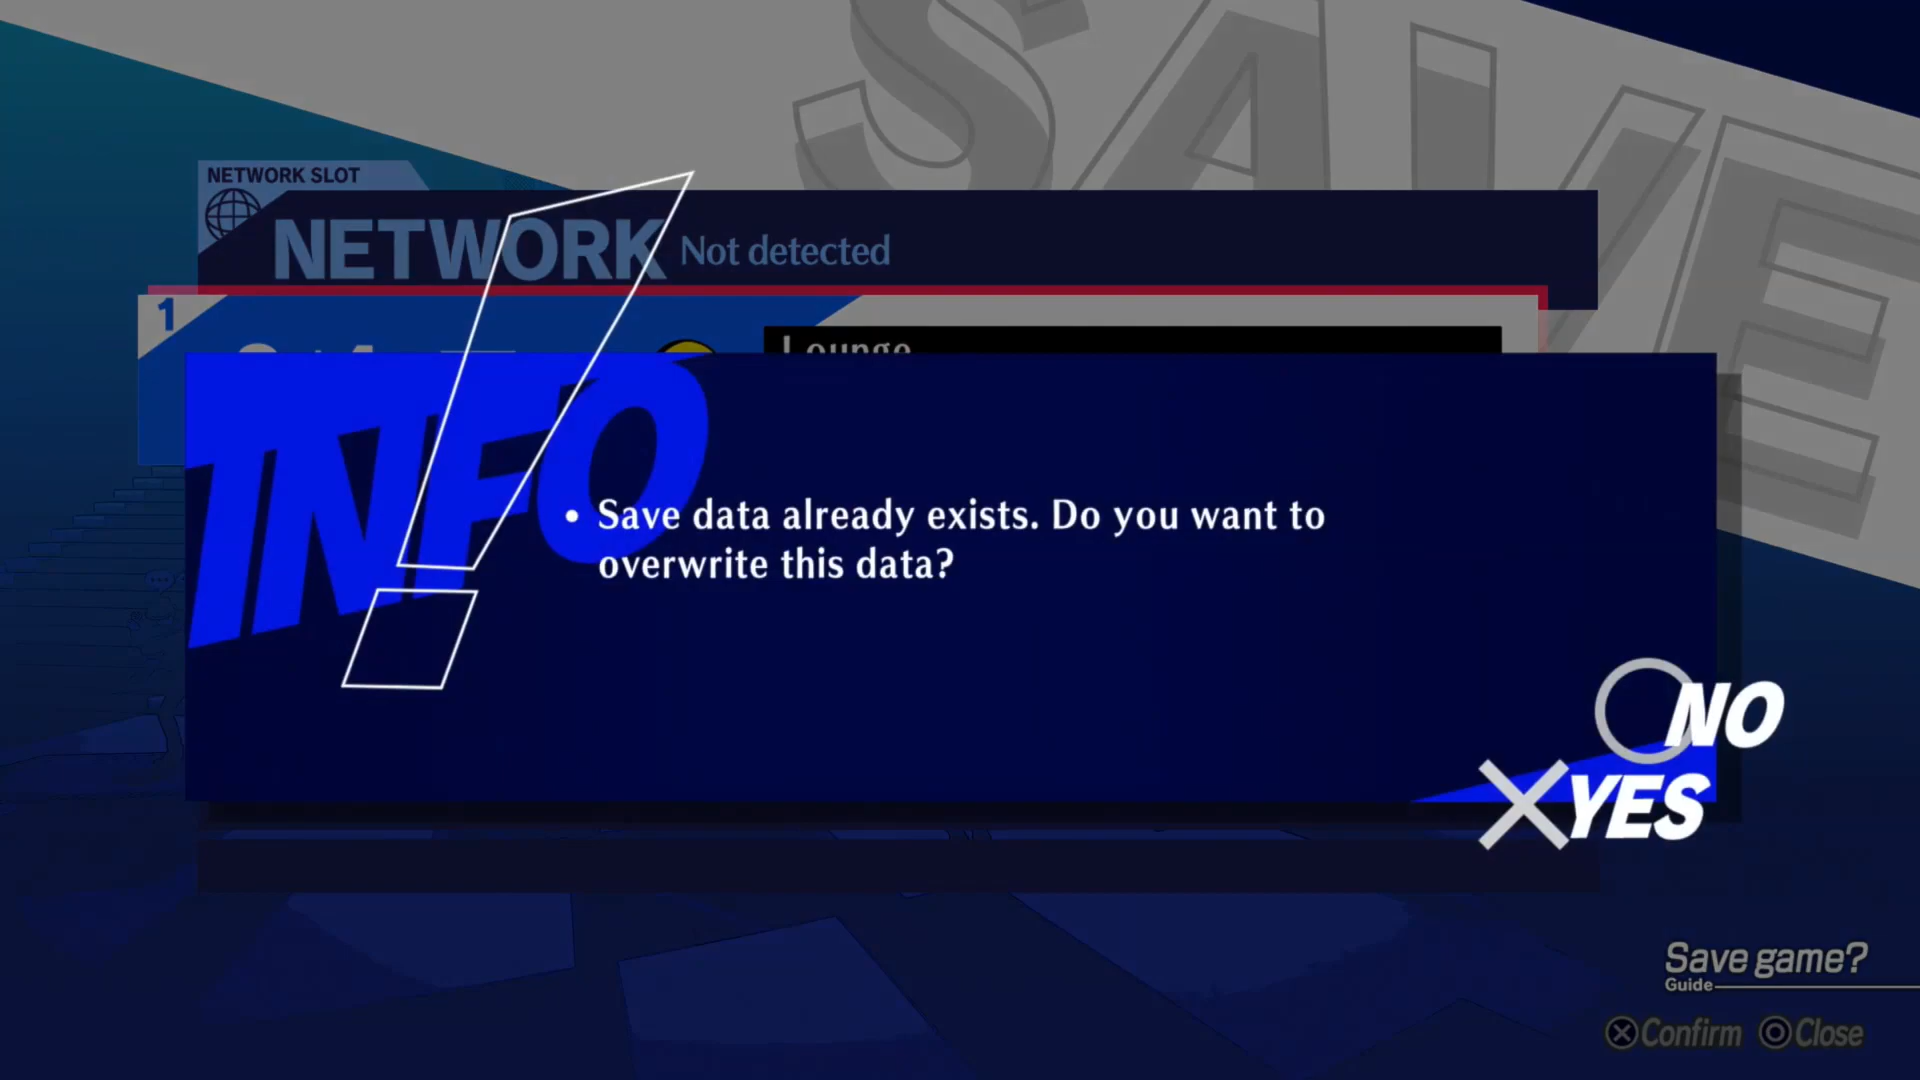 SAVE
NETWORK SLOT
NETWORK Not detected
1
Lounge
INFO
• Save data already exists. Do you want to
overwrite this data?
NO
YES
Save game?
Guide
Confirm Close